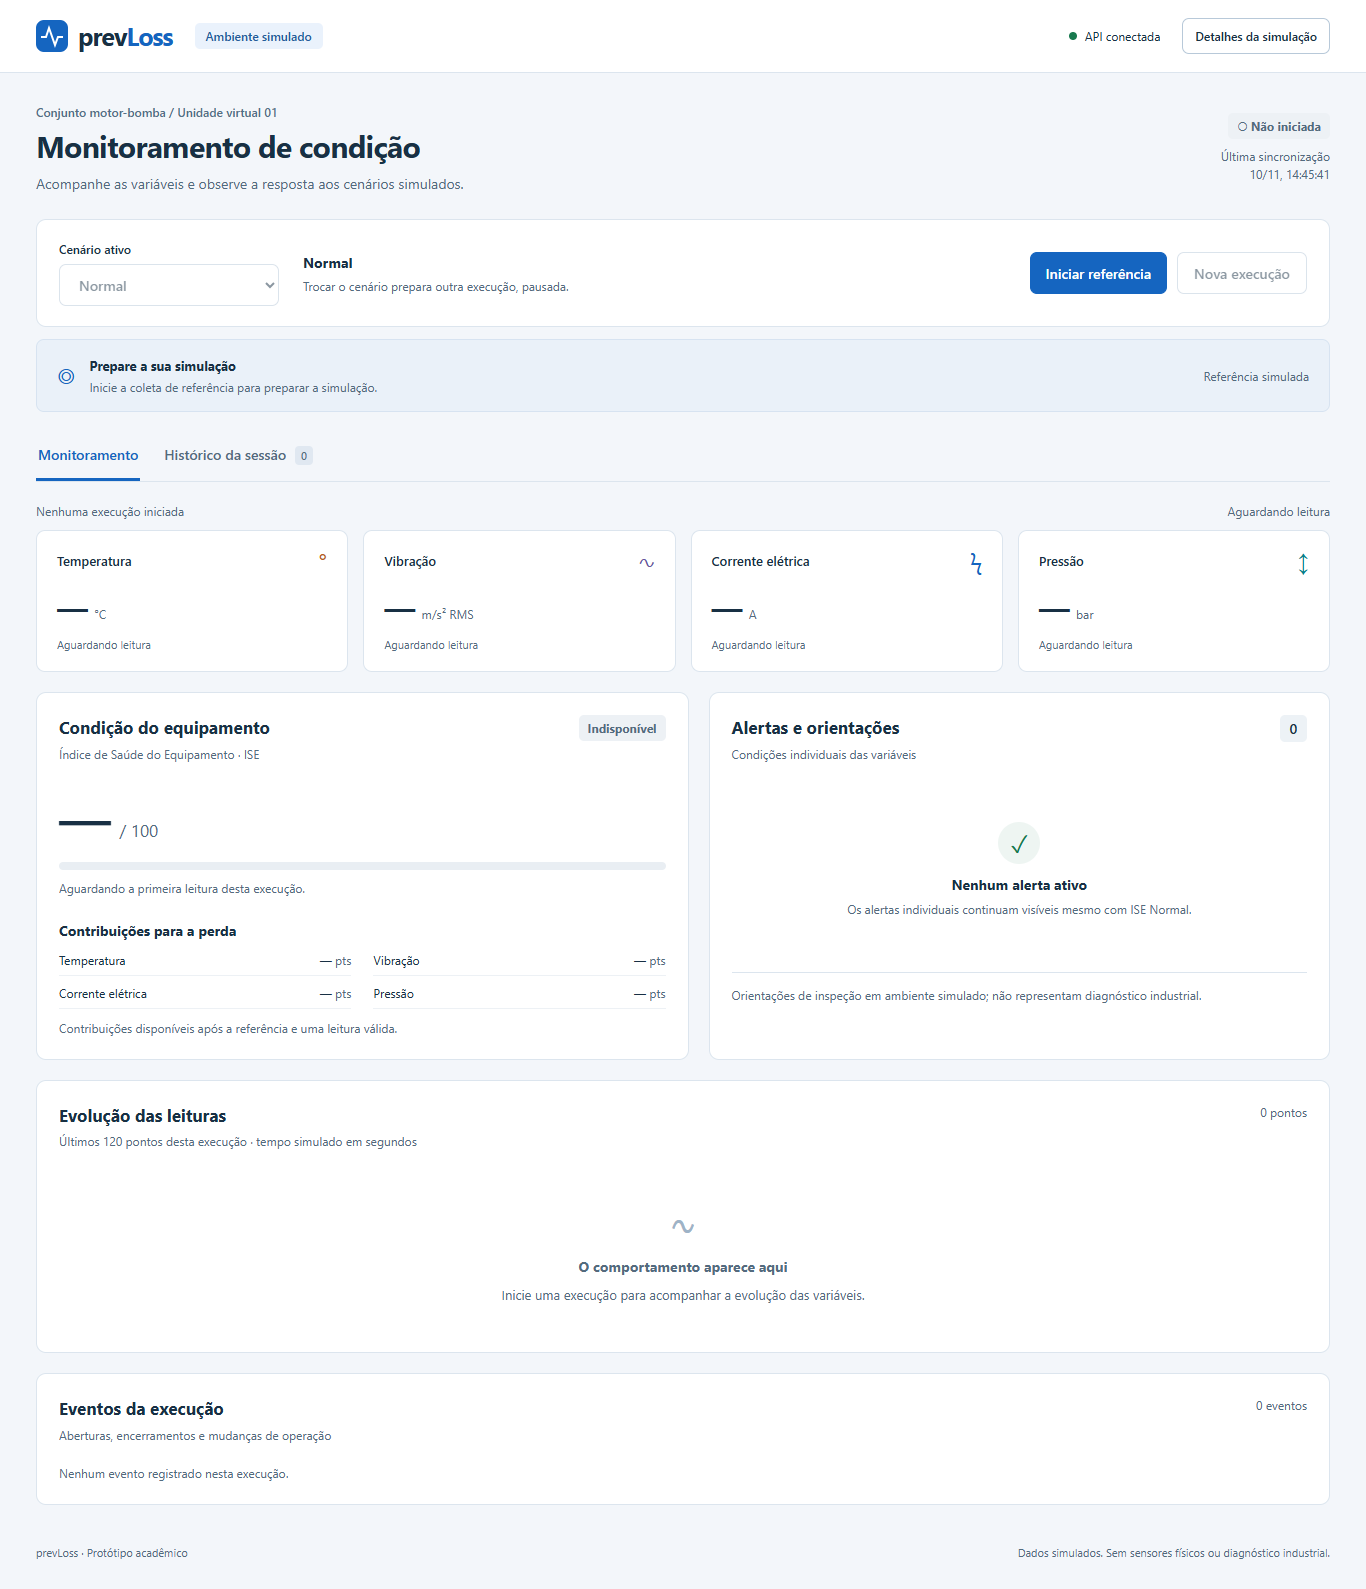 prevLoss
Ambiente simulado
API conectada
Detalhes da simulação
Conjunto motor-bomba / Unidade virtual 01
Monitoramento de condição
Acompanhe as variáveis e observe a resposta aos cenários simulados.
Não iniciada
Última sincronização
10/11, 14:45:41
Cenário ativo
Normal
Normal
Trocar o cenário prepara outra execução, pausada.
Iniciar referência
Nova execução
Prepare a sua simulação
Inicie a coleta de referência para preparar a simulação.
Referência simulada
Monitoramento
Histórico da sessão 0
Nenhuma execução iniciada
Aguardando leitura
Temperatura
— °C
Aguardando leitura
Vibração
— m/s² RMS
Aguardando leitura
Corrente elétrica
— A
Aguardando leitura
Pressão
— bar
Aguardando leitura
Condição do equipamento
Indisponível
Índice de Saúde do Equipamento · ISE
— / 100
Aguardando a primeira leitura desta execução.
Contribuições para a perda
Temperatura — pts
Vibração — pts
Corrente elétrica — pts
Pressão — pts
Contribuições disponíveis após a referência e uma leitura válida.
Alertas e orientações
0
Condições individuais das variáveis
Nenhum alerta ativo
Os alertas individuais continuam visíveis mesmo com ISE Normal.
Orientações de inspeção em ambiente simulado; não representam diagnóstico industrial.
Evolução das leituras
0 pontos
Últimos 120 pontos desta execução · tempo simulado em segundos
O comportamento aparece aqui
Inicie uma execução para acompanhar a evolução das variáveis.
Eventos da execução
0 eventos
Aberturas, encerramentos e mudanças de operação
Nenhum evento registrado nesta execução.
prevLoss · Protótipo acadêmico
Dados simulados. Sem sensores físicos ou diagnóstico industrial.